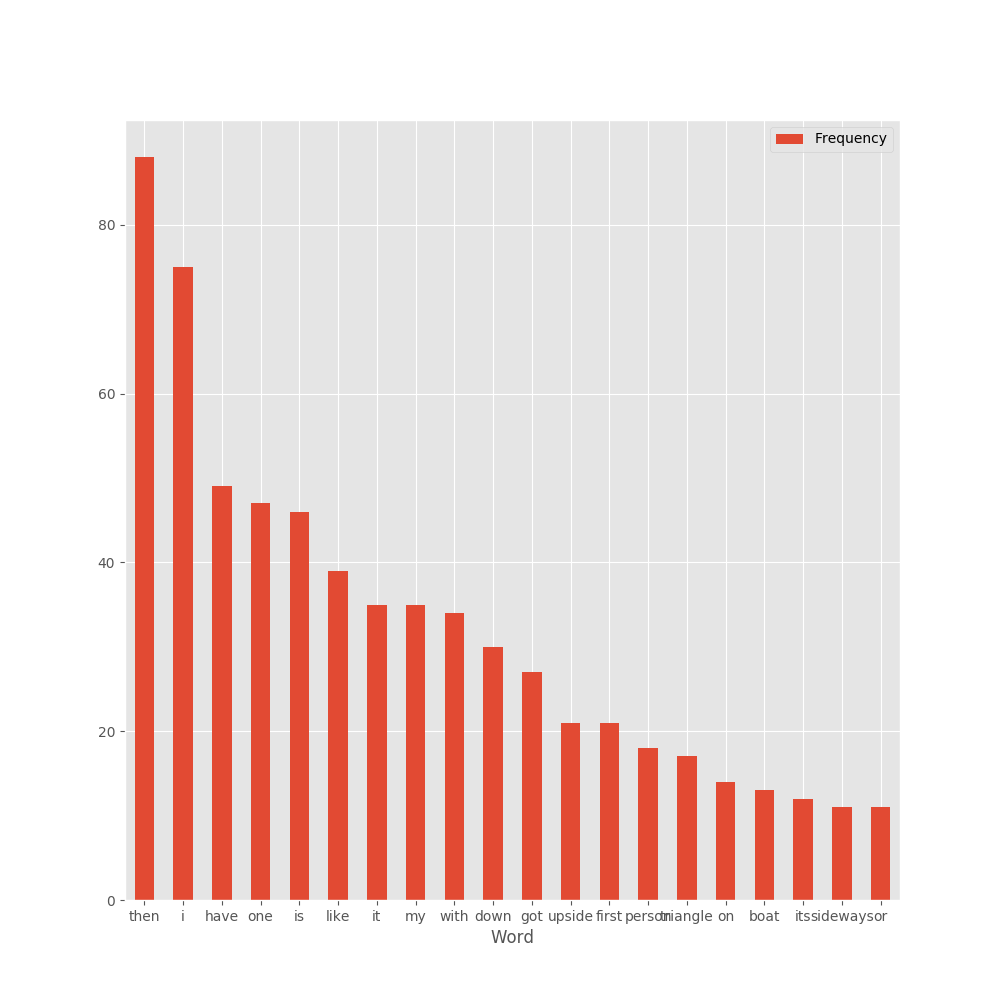 Frequency
80
60
40
20
0
then i have one is like it my with down got upside first person triangle on boat its sideways or
Word